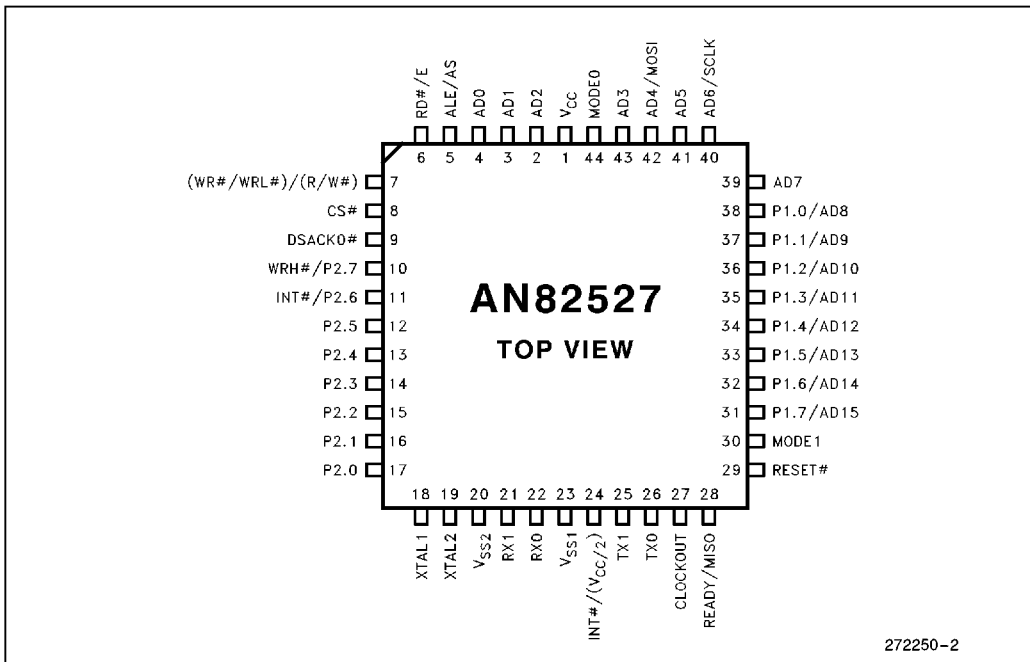 RD#/E
ALE/AS
AD0
AD1
AD2
VCC
MODE0
AD3
AD4/MOSI
AD5
AD6/SCLK
6 5 4 3 2 1 44 43 42 41 40
(WR#/WRL#)/(R/W#) 7
CS# 8
DSACK0# 9
WRH#/P2.7 10
INT#/P2.6 11
P2.5 12
P2.4 13
P2.3 14
P2.2 15
P2.1 16
P2.0 17
AN82527
TOP VIEW
39 AD7
38 P1.0/AD8
37 P1.1/AD9
36 P1.2/AD10
35 P1.3/AD11
34 P1.4/AD12
33 P1.5/AD13
32 P1.6/AD14
31 P1.7/AD15
30 MODE1
29 RESET#
18 19 20 21 22 23 24 25 26 27 28
XTAL1
XTAL2
VSS2
RX1
RX0
VSS1
INT#/(VCC/2)
TX1
TX0
CLOCKOUT
READY/MISO
272250-2